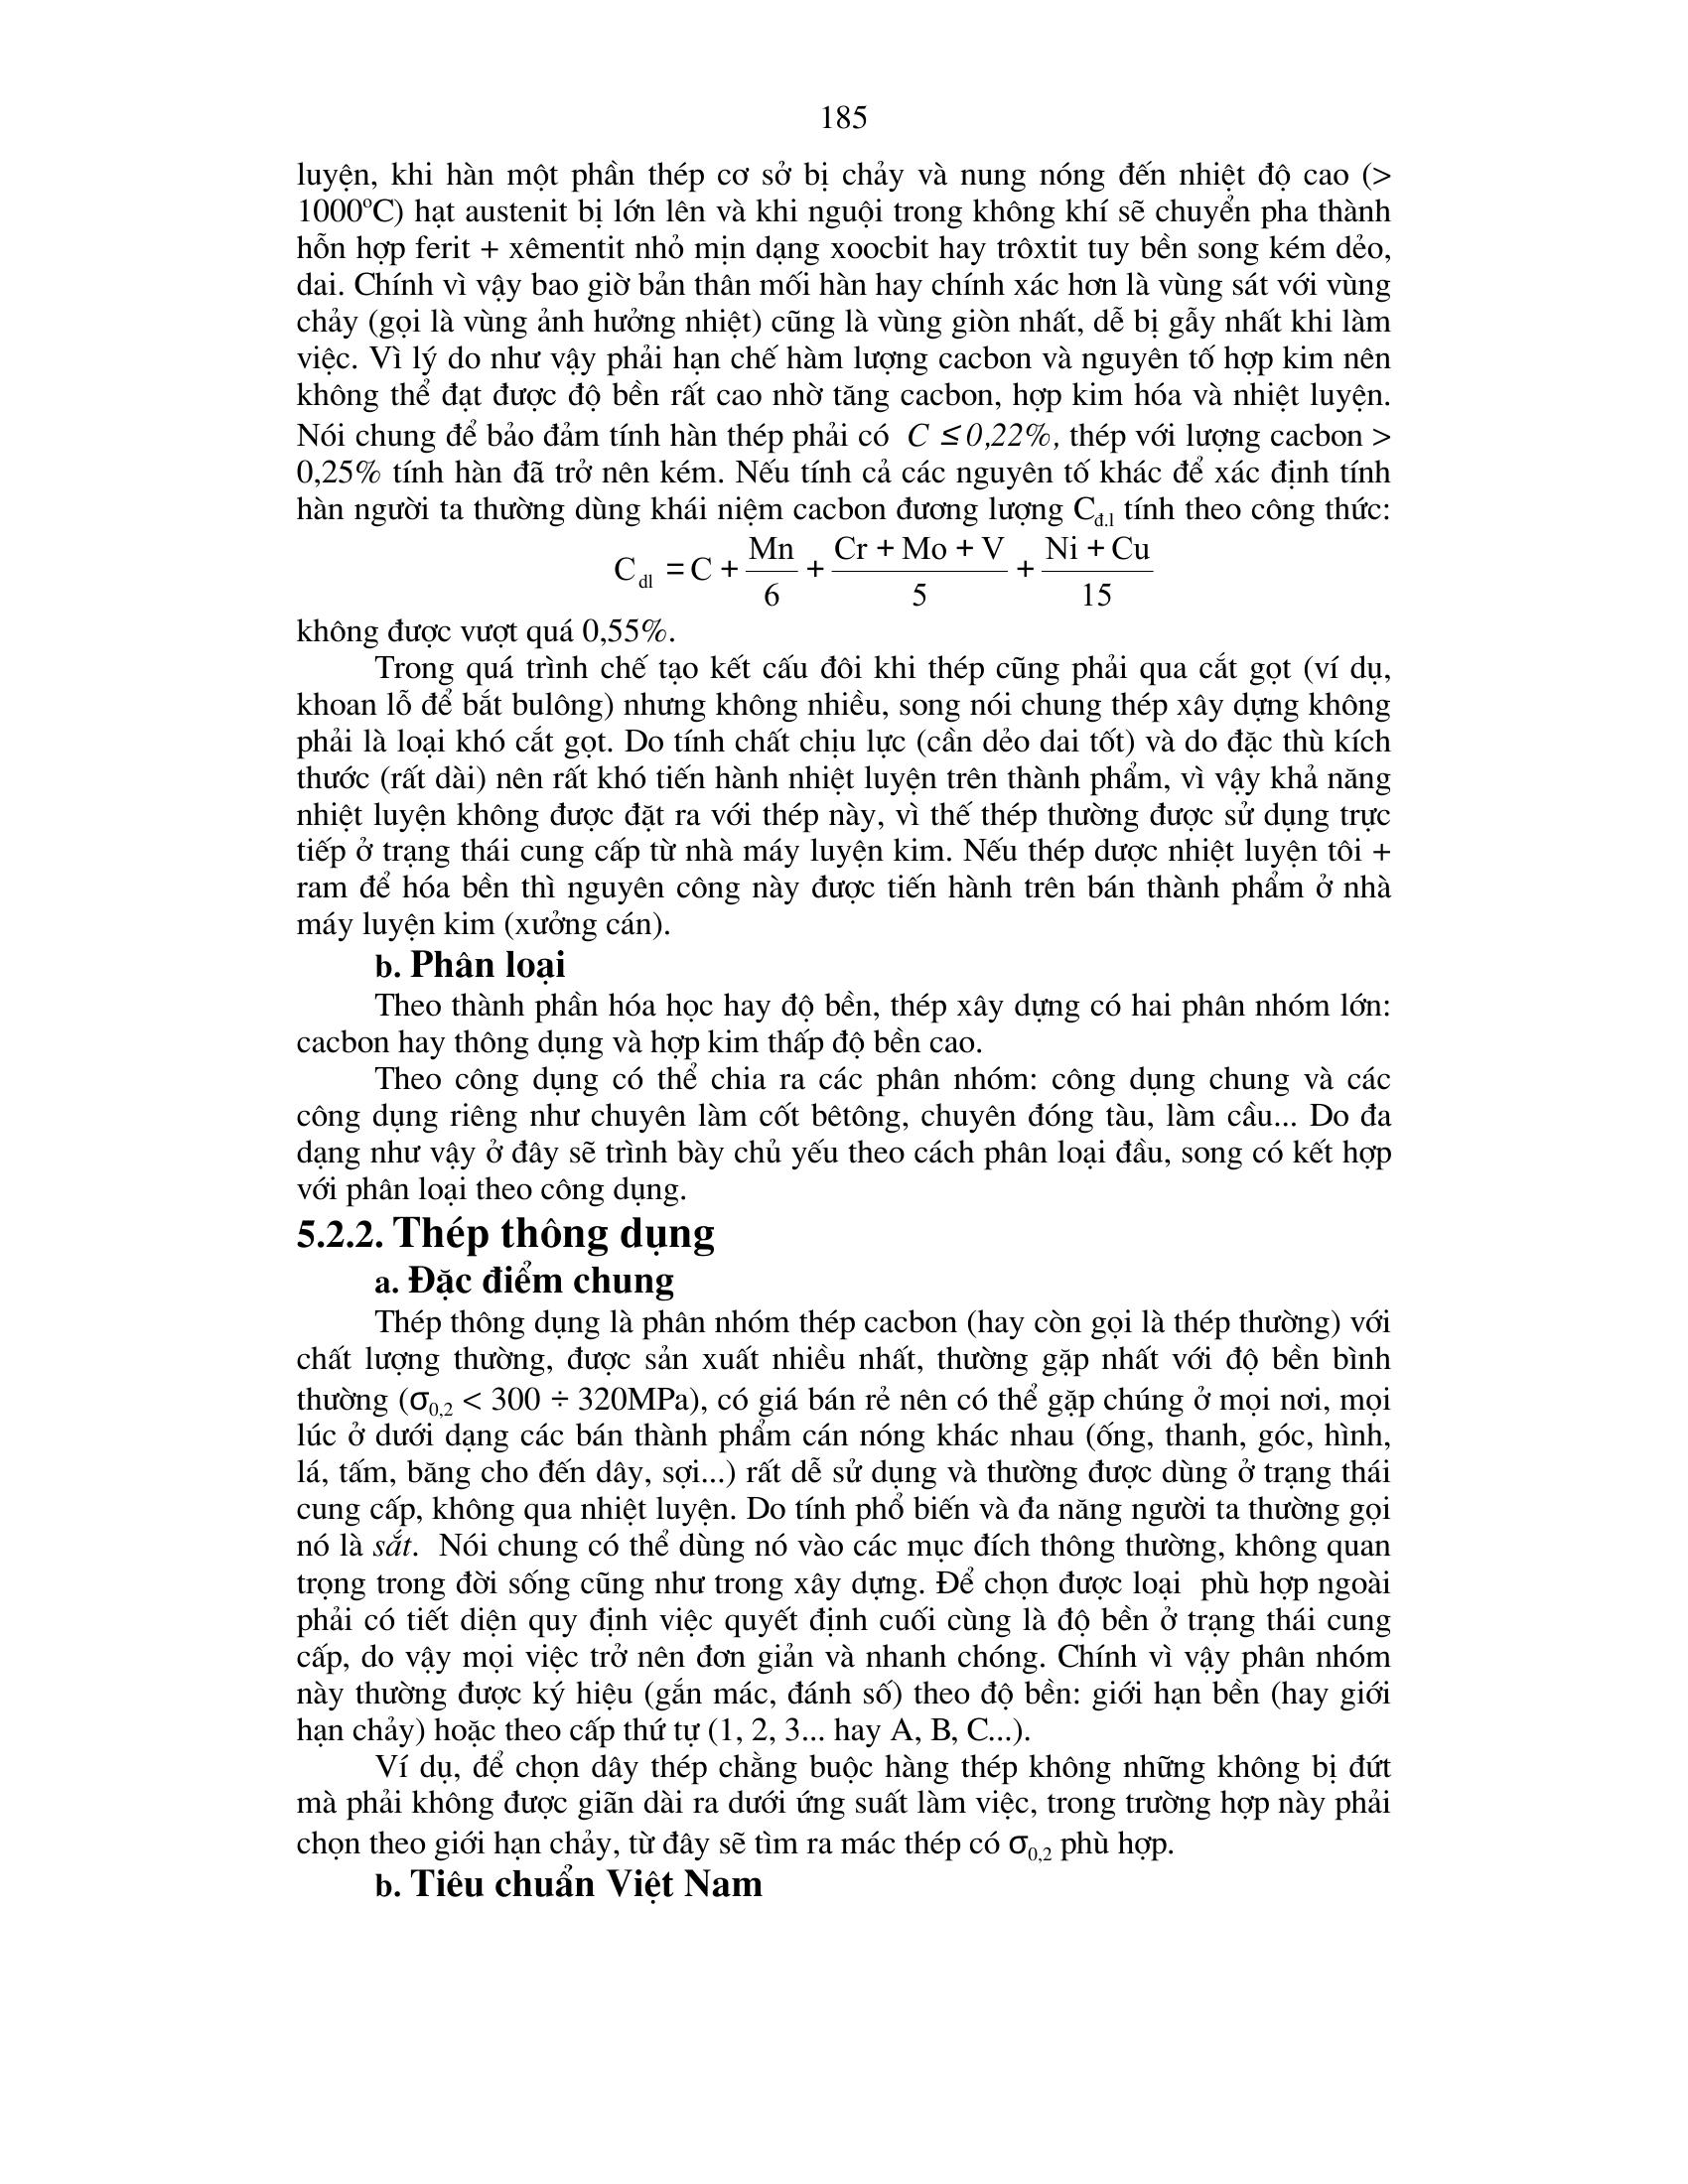 185
luyện, khi hàn một phần thép cơ sở bị chảy và nung nóng đến nhiệt độ cao (>
1000ºC) hạt austenit bị lớn lên và khi nguội trong không khí sẽ chuyển pha thành
hỗn hợp ferit + xêmentit nhỏ mịn dạng xoocbit hay trôxtit tuy bền song kém dẻo,
dai. Chính vì vậy bao giờ bản thân mối hàn hay chính xác hơn là vùng sát với vùng
chảy (gọi là vùng ảnh hưởng nhiệt) cũng là vùng giòn nhất, dễ bị gẫy nhất khi làm
việc. Vì lý do như vậy phải hạn chế hàm lượng cacbon và nguyên tố hợp kim nên
không thể đạt được độ bền rất cao nhờ tăng cacbon, hợp kim hóa và nhiệt luyện.
Nói chung để bảo đảm tính hàn thép phải có C ≤ 0,22%, thép với lượng cacbon >
0,25% tính hàn đã trở nên kém. Nếu tính cả các nguyên tố khác để xác định tính
hàn người ta thường dùng khái niệm cacbon đương lượng Cđ.l tính theo công thức:
C dl = C + Mn/6 + (Cr + Mo + V)/5 + (Ni + Cu)/15
không được vượt quá 0,55%.
Trong quá trình chế tạo kết cấu đôi khi thép cũng phải qua cắt gọt (ví dụ,
khoan lỗ để bắt bulông) nhưng không nhiều, song nói chung thép xây dựng không
phải là loại khó cắt gọt. Do tính chất chịu lực (cần dẻo dai tốt) và do đặc thù kích
thước (rất dài) nên rất khó tiến hành nhiệt luyện trên thành phẩm, vì vậy khả năng
nhiệt luyện không được đặt ra với thép này, vì thế thép thường được sử dụng trực
tiếp ở trạng thái cung cấp từ nhà máy luyện kim. Nếu thép dược nhiệt luyện tôi +
ram để hóa bền thì nguyên công này được tiến hành trên bán thành phẩm ở nhà
máy luyện kim (xưởng cán).
b. Phân loại
Theo thành phần hóa học hay độ bền, thép xây dựng có hai phân nhóm lớn:
cacbon hay thông dụng và hợp kim thấp độ bền cao.
Theo công dụng có thể chia ra các phân nhóm: công dụng chung và các
công dụng riêng như chuyên làm cốt bêtông, chuyên đóng tàu, làm cầu... Do đa
dạng như vậy ở đây sẽ trình bày chủ yếu theo cách phân loại đầu, song có kết hợp
với phân loại theo công dụng.
5.2.2. Thép thông dụng
a. Đặc điểm chung
Thép thông dụng là phân nhóm thép cacbon (hay còn gọi là thép thường) với
chất lượng thường, được sản xuất nhiều nhất, thường gặp nhất với độ bền bình
thường (σ0,2 < 300 ÷ 320MPa), có giá bán rẻ nên có thể gặp chúng ở mọi nơi, mọi
lúc ở dưới dạng các bán thành phẩm cán nóng khác nhau (ống, thanh, góc, hình,
lá, tấm, băng cho đến dây, sợi...) rất dễ sử dụng và thường được dùng ở trạng thái
cung cấp, không qua nhiệt luyện. Do tính phổ biến và đa năng người ta thường gọi
nó là sắt. Nói chung có thể dùng nó vào các mục đích thông thường, không quan
trọng trong đời sống cũng như trong xây dựng. Để chọn được loại phù hợp ngoài
phải có tiết diện quy định việc quyết định cuối cùng là độ bền ở trạng thái cung
cấp, do vậy mọi việc trở nên đơn giản và nhanh chóng. Chính vì vậy phân nhóm
này thường được ký hiệu (gắn mác, đánh số) theo độ bền: giới hạn bền (hay giới
hạn chảy) hoặc theo cấp thứ tự (1, 2, 3... hay A, B, C...).
Ví dụ, để chọn dây thép chằng buộc hàng thép không những không bị đứt
mà phải không được giãn dài ra dưới ứng suất làm việc, trong trường hợp này phải
chọn theo giới hạn chảy, từ đây sẽ tìm ra mác thép có σ0,2 phù hợp.
b. Tiêu chuẩn Việt Nam